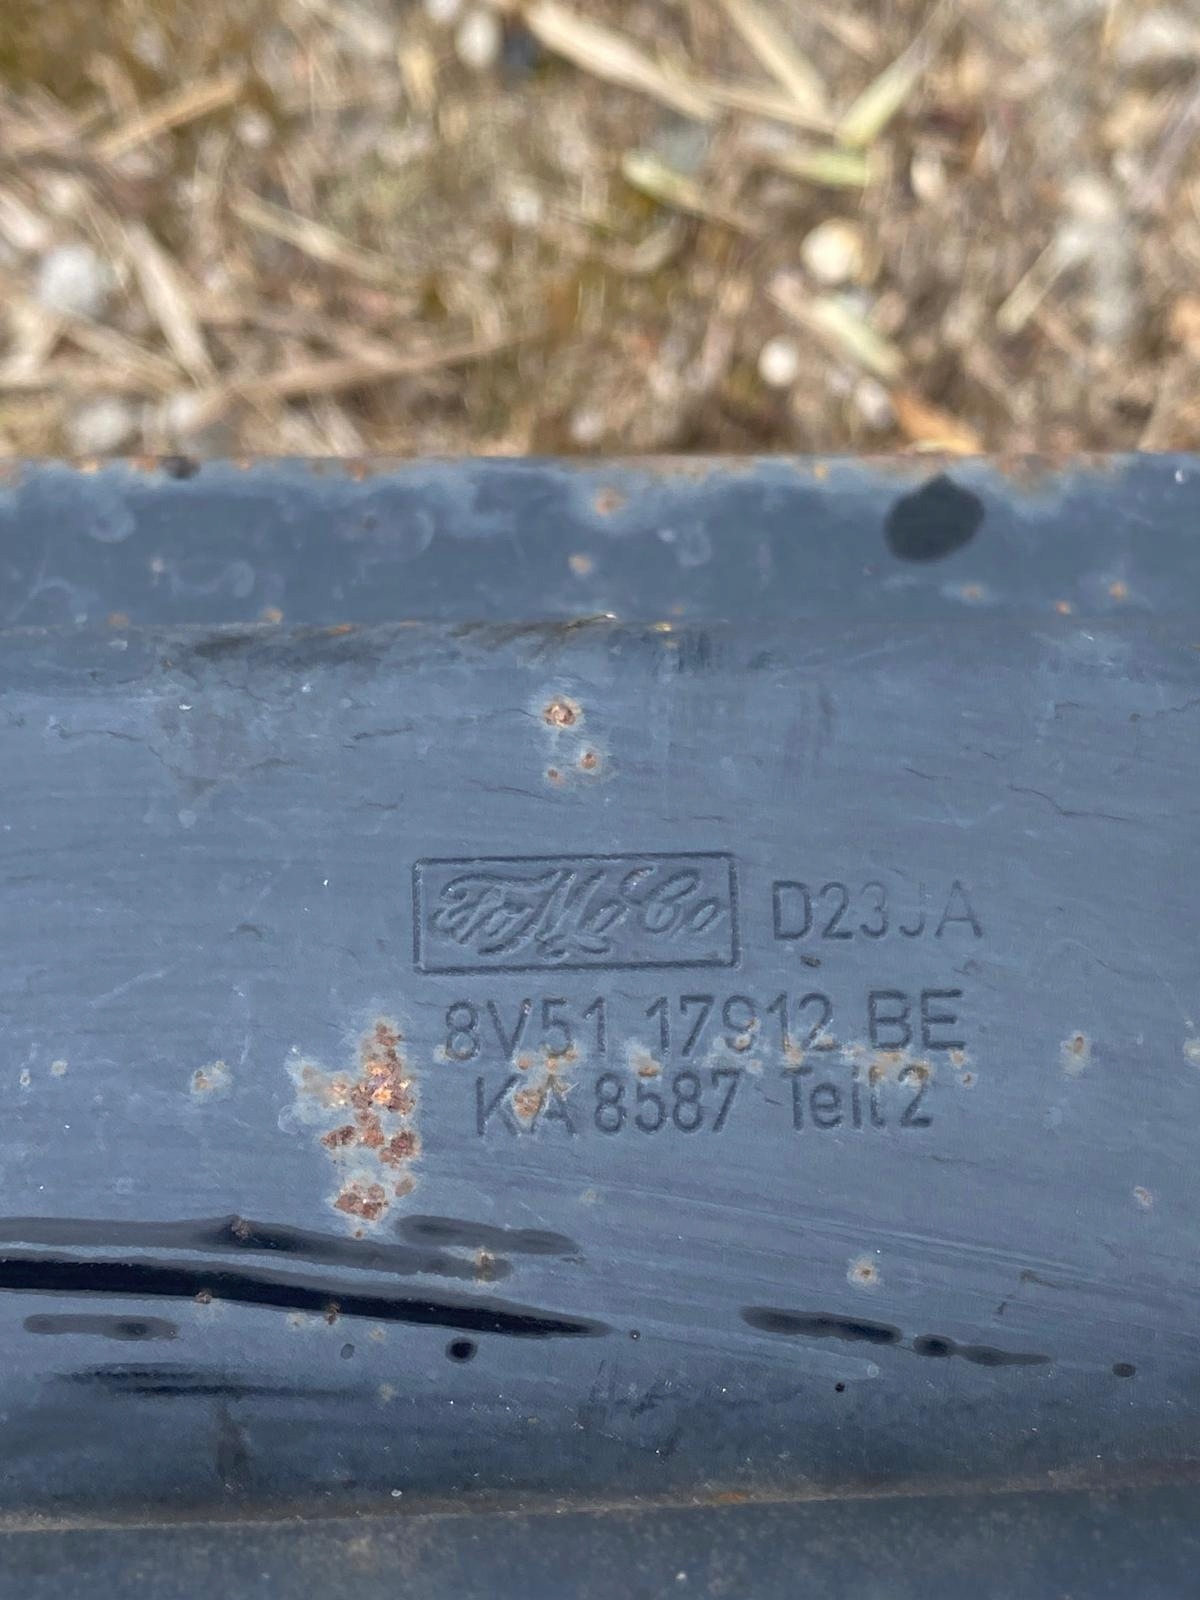 FoMoCo D23JA
8V51 17912 BE
KA 8587 Teil 2